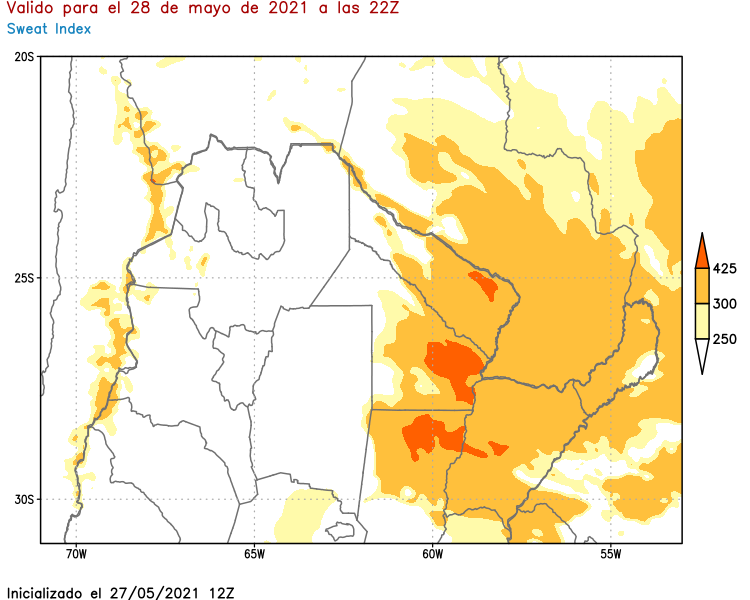 Valido para el 28 de mayo de 2021 a las 22Z
Sweat Index
20S
25S
30S
70W
65W
60W
55W
425
300
250
Inicializado el 27/05/2021 12Z